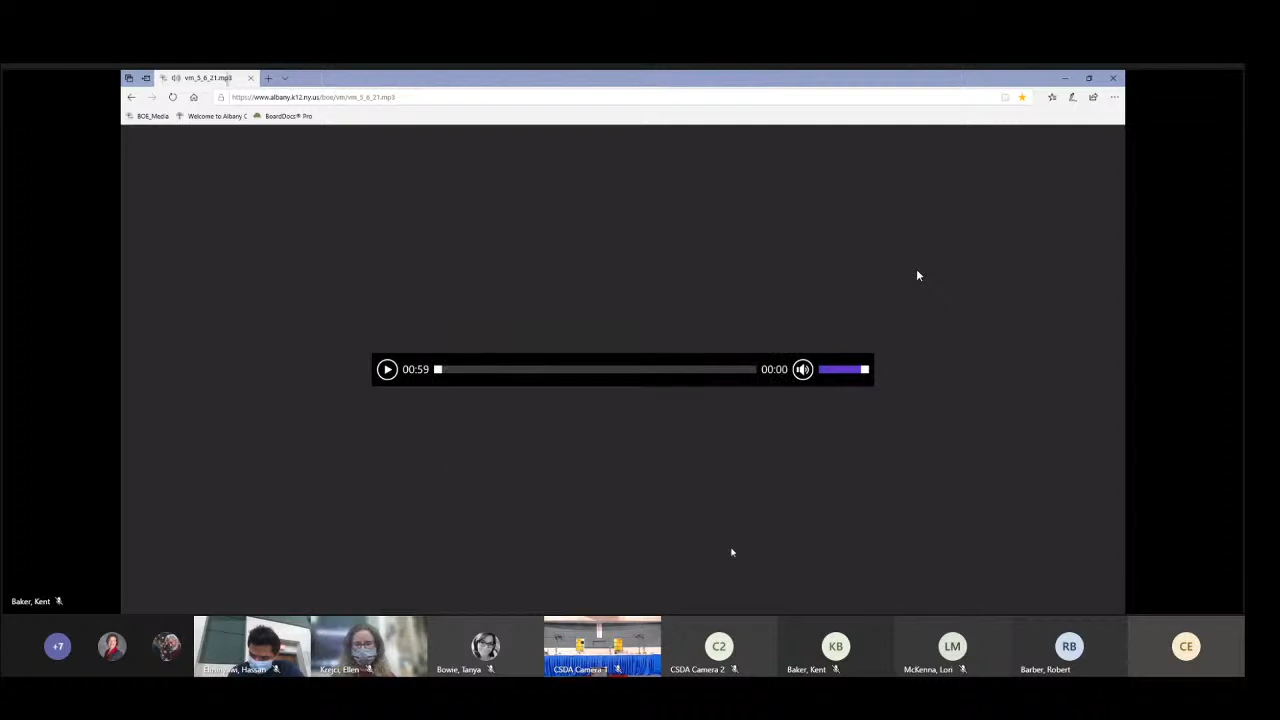 vm_5_6_21.mp3
https://www.albany.k12.ny.us/boe/vm/vm_5_6_21.mp3
BOE_Media Welcome to Albany C BoardDocs® Pro
00:59 00:00
Baker, Kent
+7 C2 KB LM RB CE
Hassan Krejci, Ellen Bowie, Tanya CSDA Camera 1 CSDA Camera 2 Baker, Kent McKenna, Lori Barber, Robert